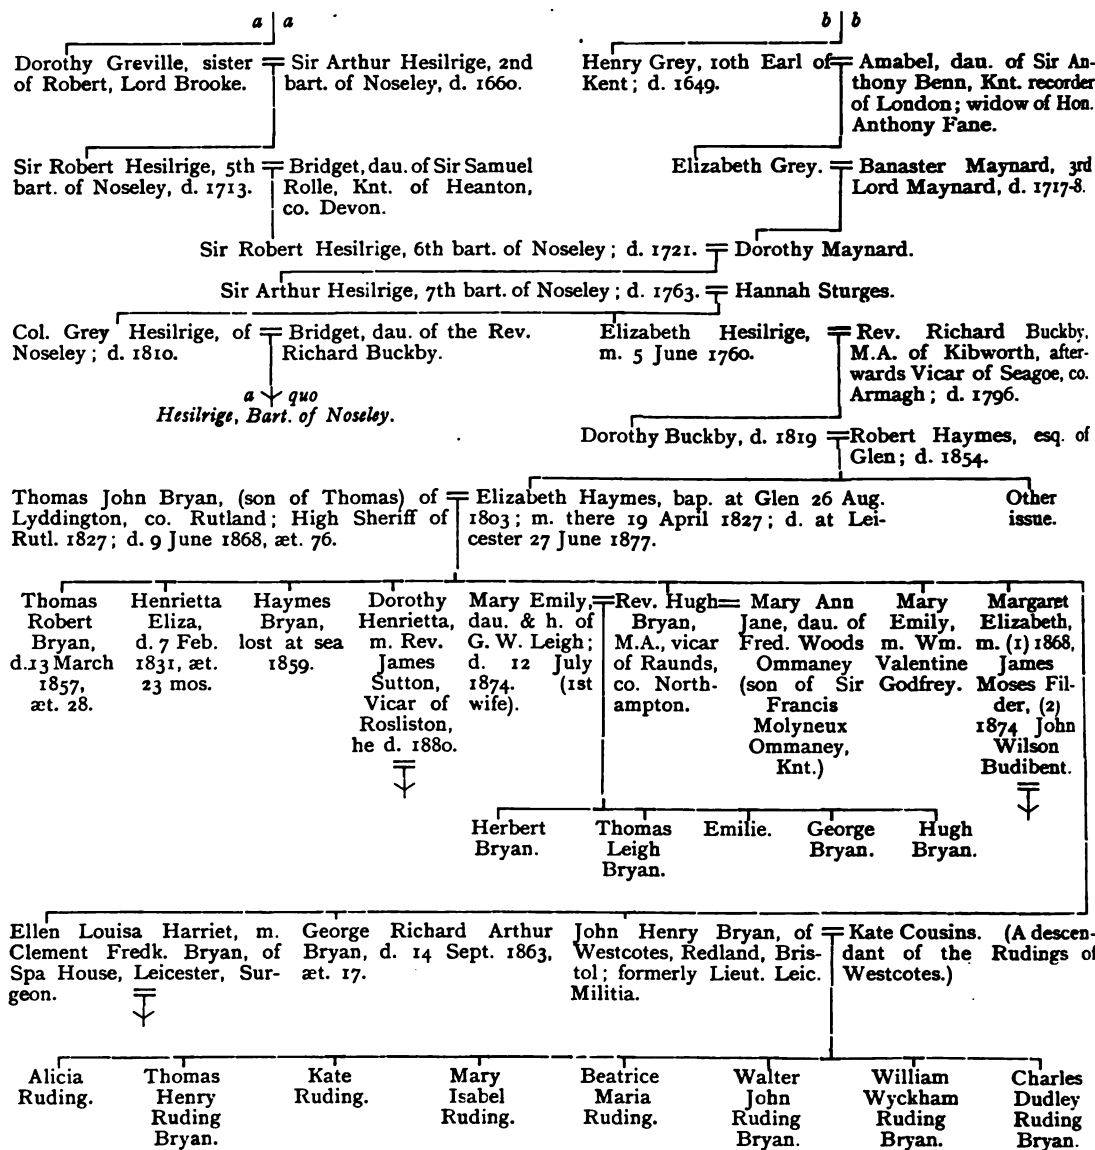 a a
b b
Dorothy Greville, sister
of Robert, Lord Brooke.
Sir Arthur Hesilrige, 2nd
bart. of Noseley, d. 1660.
Henry Grey, 10th Earl of
Kent; d. 1649.
Amabel, dau. of Sir An-
thony Benn, Knt. recorder
of London; widow of Hon.
Anthony Fane.
Sir Robert Hesilrige, 5th
bart. of Noseley, d. 1713.
Bridget, dau. of Sir Samuel
Rolle, Knt. of Heanton,
co. Devon.
Elizabeth Grey.
Banaster Maynard, 3rd
Lord Maynard, d. 1717-8.
Sir Robert Hesilrige, 6th bart. of Noseley; d. 1721.
Dorothy Maynard.
Sir Arthur Hesilrige, 7th bart. of Noseley; d. 1763.
Hannah Sturges.
Col. Grey Hesilrige, of
Noseley; d. 1810.
Bridget, dau. of the Rev.
Richard Buckby.
Elizabeth Hesilrige,
m. 5 June 1760.
Rev. Richard Buckby,
M.A. of Kibworth, after-
wards Vicar of Seagoe, co.
Armagh; d. 1796.
a quo
Hesilrige, Bart. of Noseley.
Dorothy Buckby, d. 1819
Robert Haymes, esq. of
Glen; d. 1854.
Thomas John Bryan, (son of Thomas) of
Lyddington, co. Rutland; High Sheriff of
Rutl. 1827; d. 9 June 1868, æt. 76.
Elizabeth Haymes, bap. at Glen 26 Aug.
1803; m. there 19 April 1827; d. at Lei-
cester 27 June 1877.
Other
issue.
Thomas
Robert
Bryan,
d. 13 March
1857,
æt. 28.
Henrietta
Eliza,
d. 7 Feb.
1831, æt.
23 mos.
Haymes
Bryan,
lost at sea
1859.
Dorothy
Henrietta,
m. Rev.
James
Sutton,
Vicar of
Rosliston,
he d. 1880.
Mary Emily,
dau. & h. of
G. W. Leigh;
d. 12 July
1874. (1st
wife).
Rev. Hugh
Bryan,
M.A., vicar
of Raunds,
co. North-
ampton.
Mary Ann
Jane, dau. of
Fred. Woods
Ommaney
(son of Sir
Francis
Molyneux
Ommaney,
Knt.)
Mary
Emily,
m. Wm.
Valentine
Godfrey.
Margaret
Elizabeth,
m. (1) 1868,
James
Moses Fil-
der, (2)
1874 John
Wilson
Budibent.
Herbert
Bryan.
Thomas
Leigh
Bryan.
Emilie.
George
Bryan.
Hugh
Bryan.
Ellen Louisa Harriet, m.
Clement Fredk. Bryan, of
Spa House, Leicester, Sur-
geon.
George Richard Arthur
Bryan, d. 14 Sept. 1863,
æt. 17.
John Henry Bryan, of
Westcotes, Redland, Bris-
tol; formerly Lieut. Leic.
Militia.
Kate Cousins. (A descen-
dant of the Rudings of
Westcotes.)
Alicia
Ruding.
Thomas
Henry
Ruding
Bryan.
Kate
Ruding.
Mary
Isabel
Ruding.
Beatrice
Maria
Ruding.
Walter
John
Ruding
Bryan.
William
Wyckham
Ruding
Bryan.
Charles
Dudley
Ruding
Bryan.